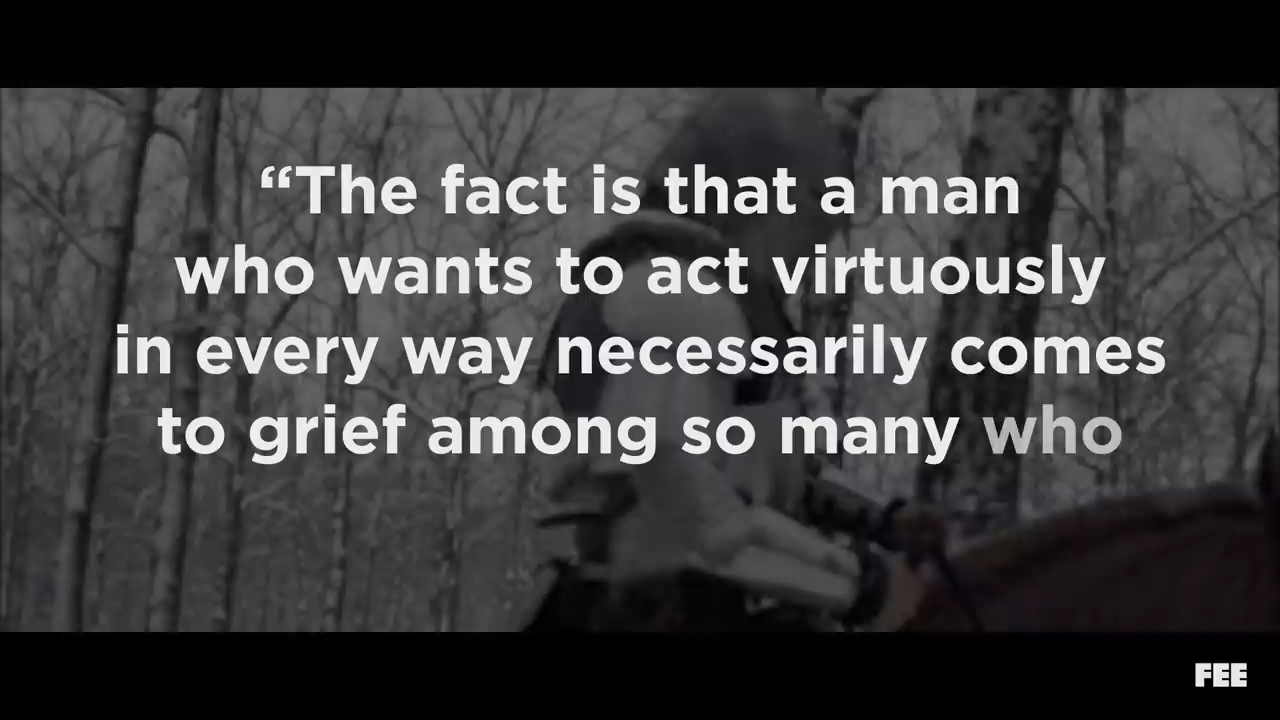 “The fact is that a man
who wants to act virtuously
in every way necessarily comes
to grief among so many who
FEE